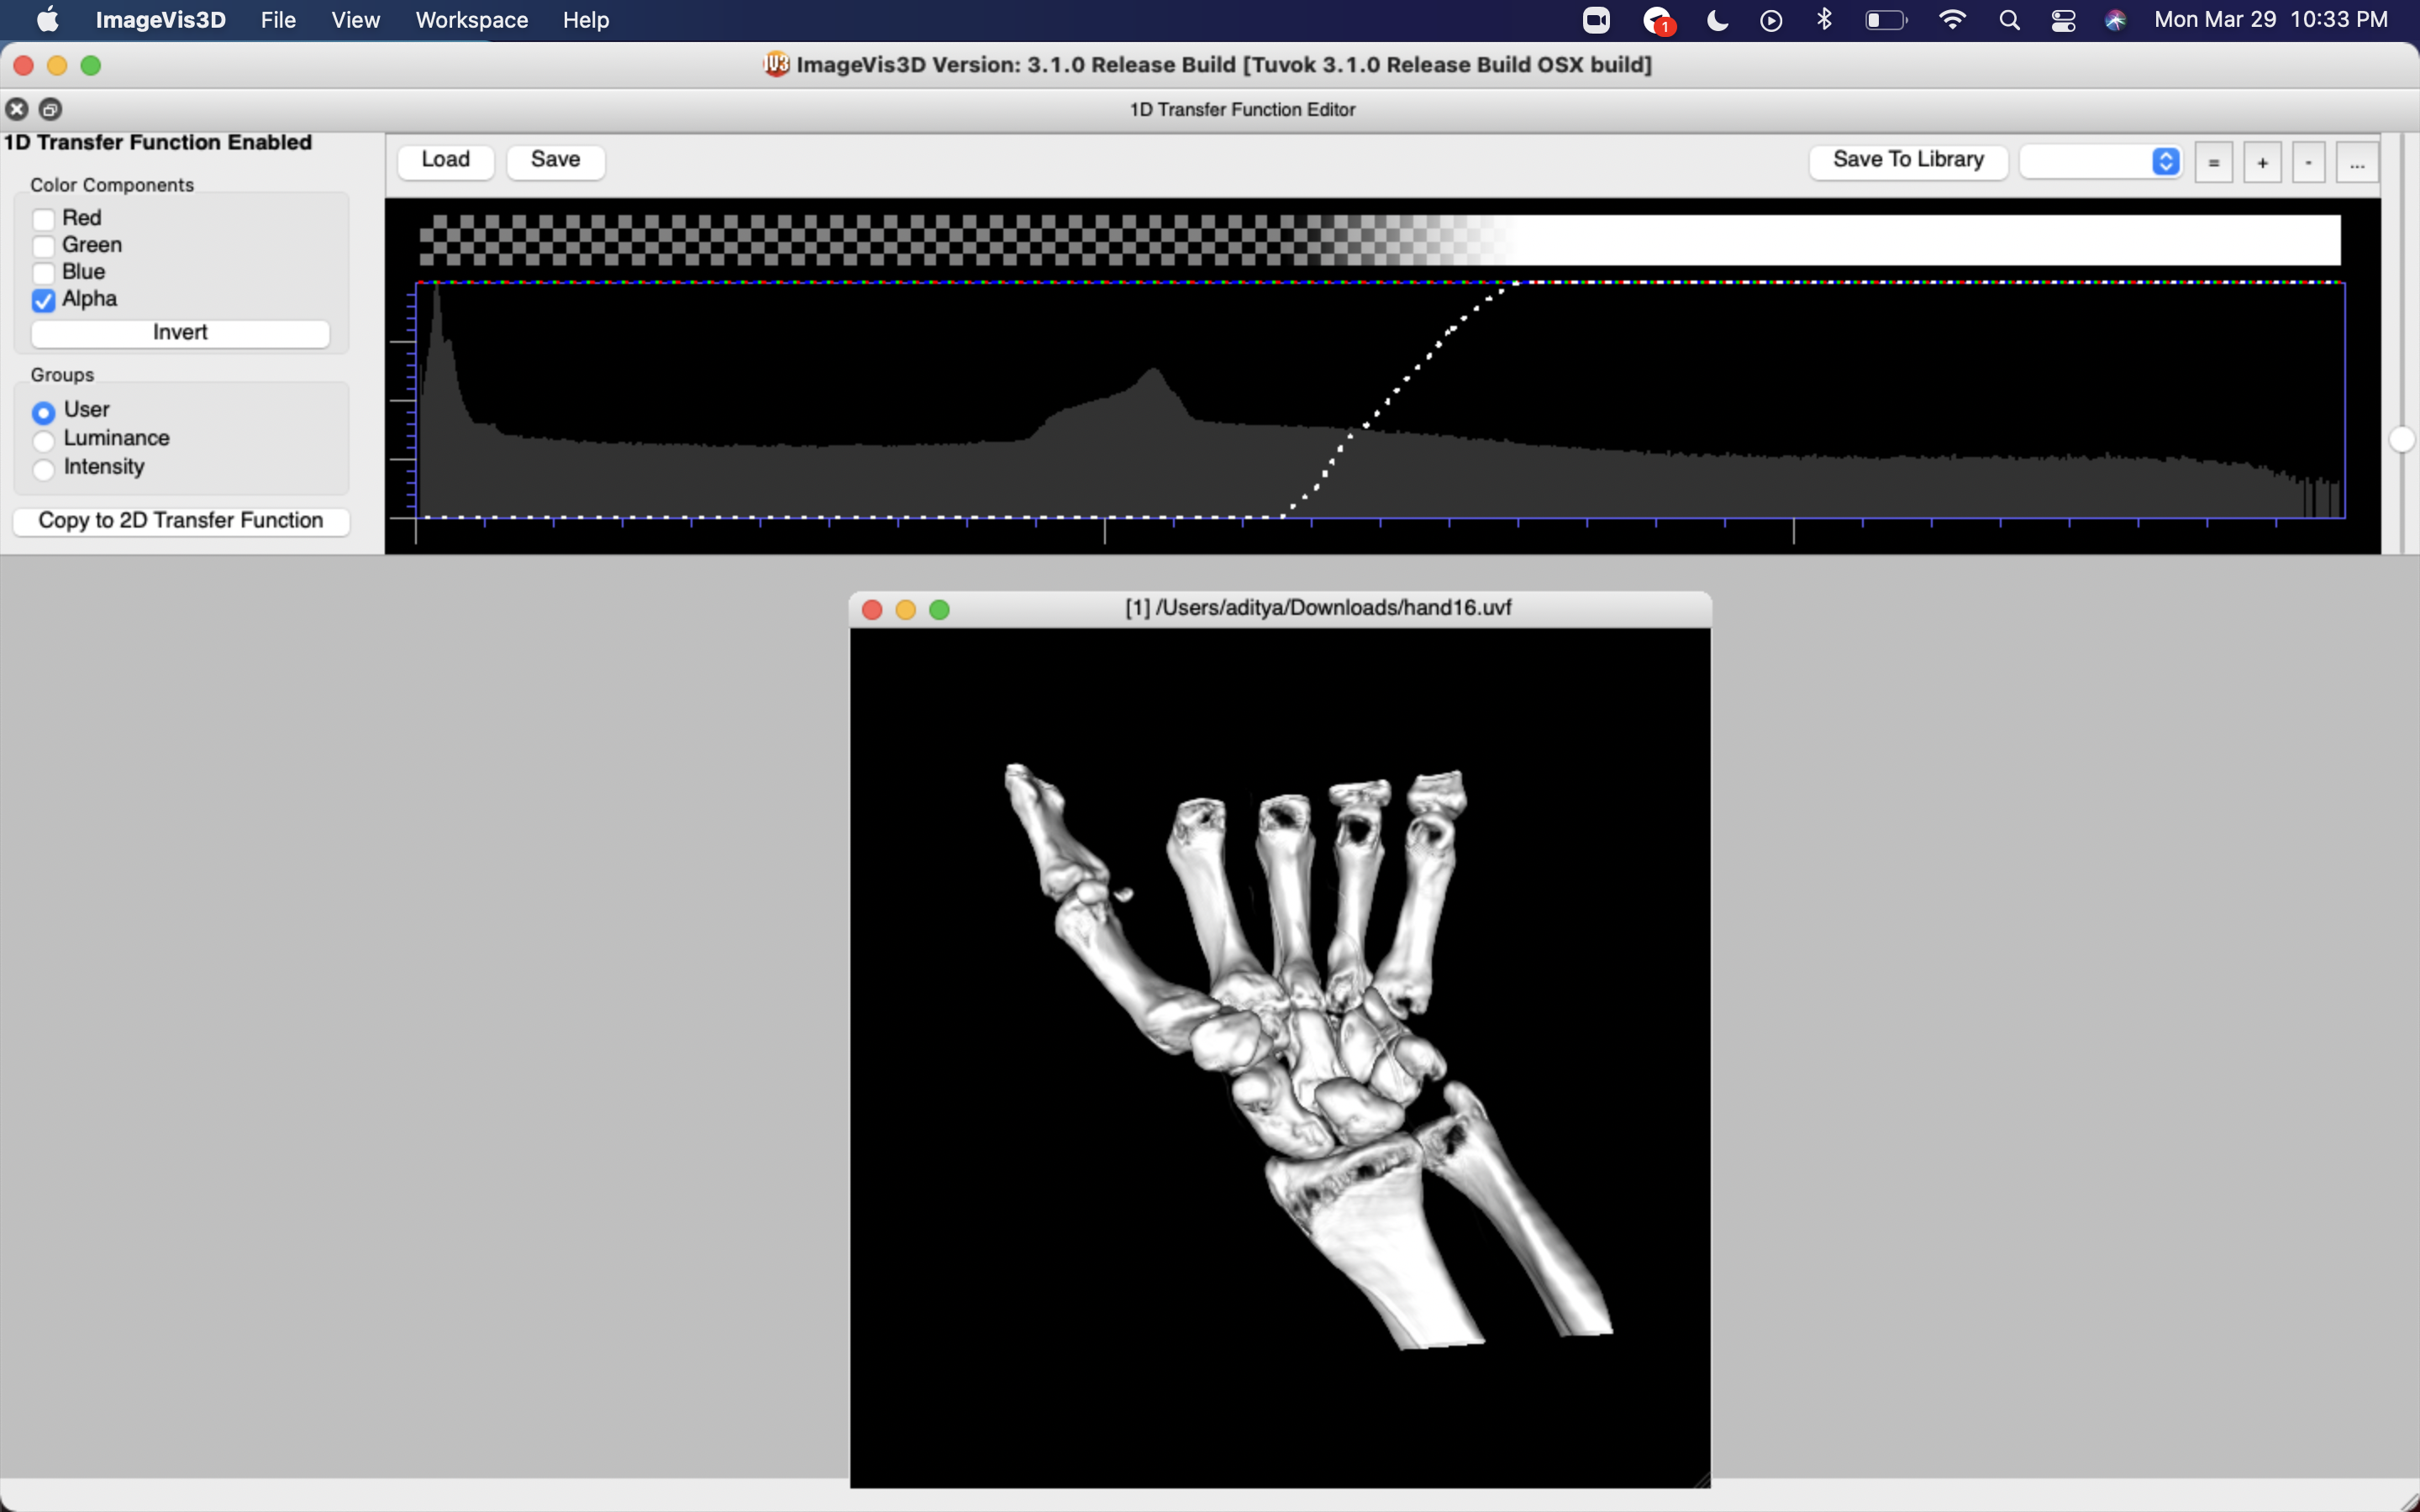 ImageVis3D File View Workspace Help 1 Mon Mar 29 10:33 PM
IV3 ImageVis3D Version: 3.1.0 Release Build [Tuvok 3.1.0 Release Build OSX build]
1D Transfer Function Editor
1D Transfer Function Enabled
Load Save Save To Library = + - ...
Color Components
Red
Green
Blue
Alpha
Invert
Groups
User
Luminance
Intensity
Copy to 2D Transfer Function
[1] /Users/aditya/Downloads/hand16.uvf